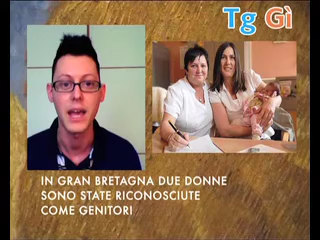 Tg Gì
IN GRAN BRETAGNA DUE DONNE
SONO STATE RICONOSCIUTE
COME GENITORI